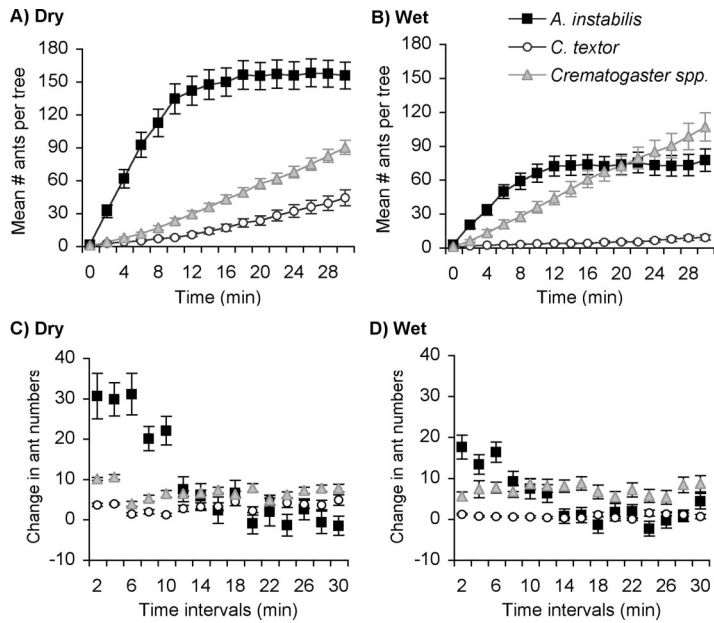 A) Dry
Mean # ants per tree
180
150
120
90
60
30
0
0 4 8 12 16 20 24 28
Time (min)
B) Wet
Mean # ants per tree
180
150
120
90
60
30
0
0 4 8 12 16 20 24 28
Time (min)
A. instabilis
C. textor
Crematogaster spp.
C) Dry
Change in ant numbers
40
30
20
10
0
-10
2 6 10 14 18 22 26 30
Time intervals (min)
D) Wet
Change in ant numbers
40
30
20
10
0
-10
2 6 10 14 18 22 26 30
Time intervals (min)